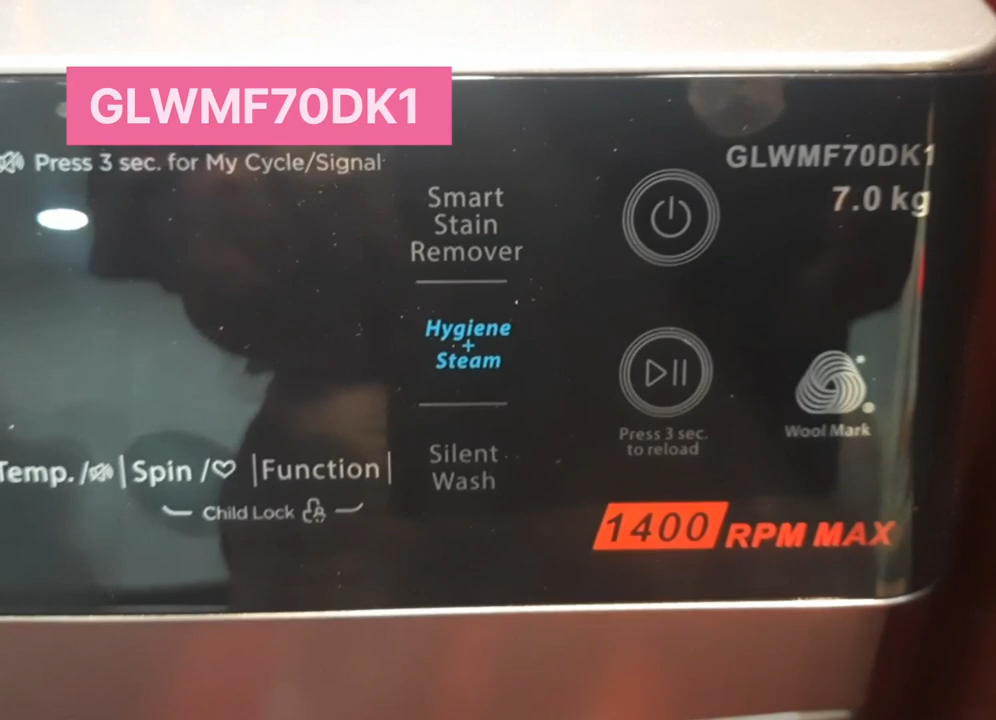 GLWMF70DK1
Press 3 sec. for My Cycle/Signal
GLWMF70DK1
7.0 kg
Smart
Stain
Remover
Hygiene
+
Steam
Silent
Wash
Press 3 sec.
to reload
Wool Mark
Temp. / | Spin / | Function |
Child Lock
1400 RPM MAX